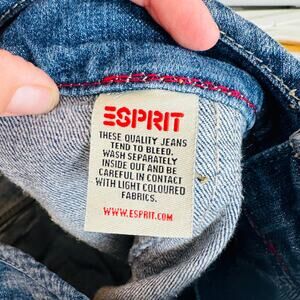 ESPRIT
THESE QUALITY JEANS
TEND TO BLEED.
WASH SEPARATELY
INSIDE OUT AND BE
CAREFUL IN CONTACT
WITH LIGHT COLOURED
FABRICS.
WWW.ESPRIT.COM